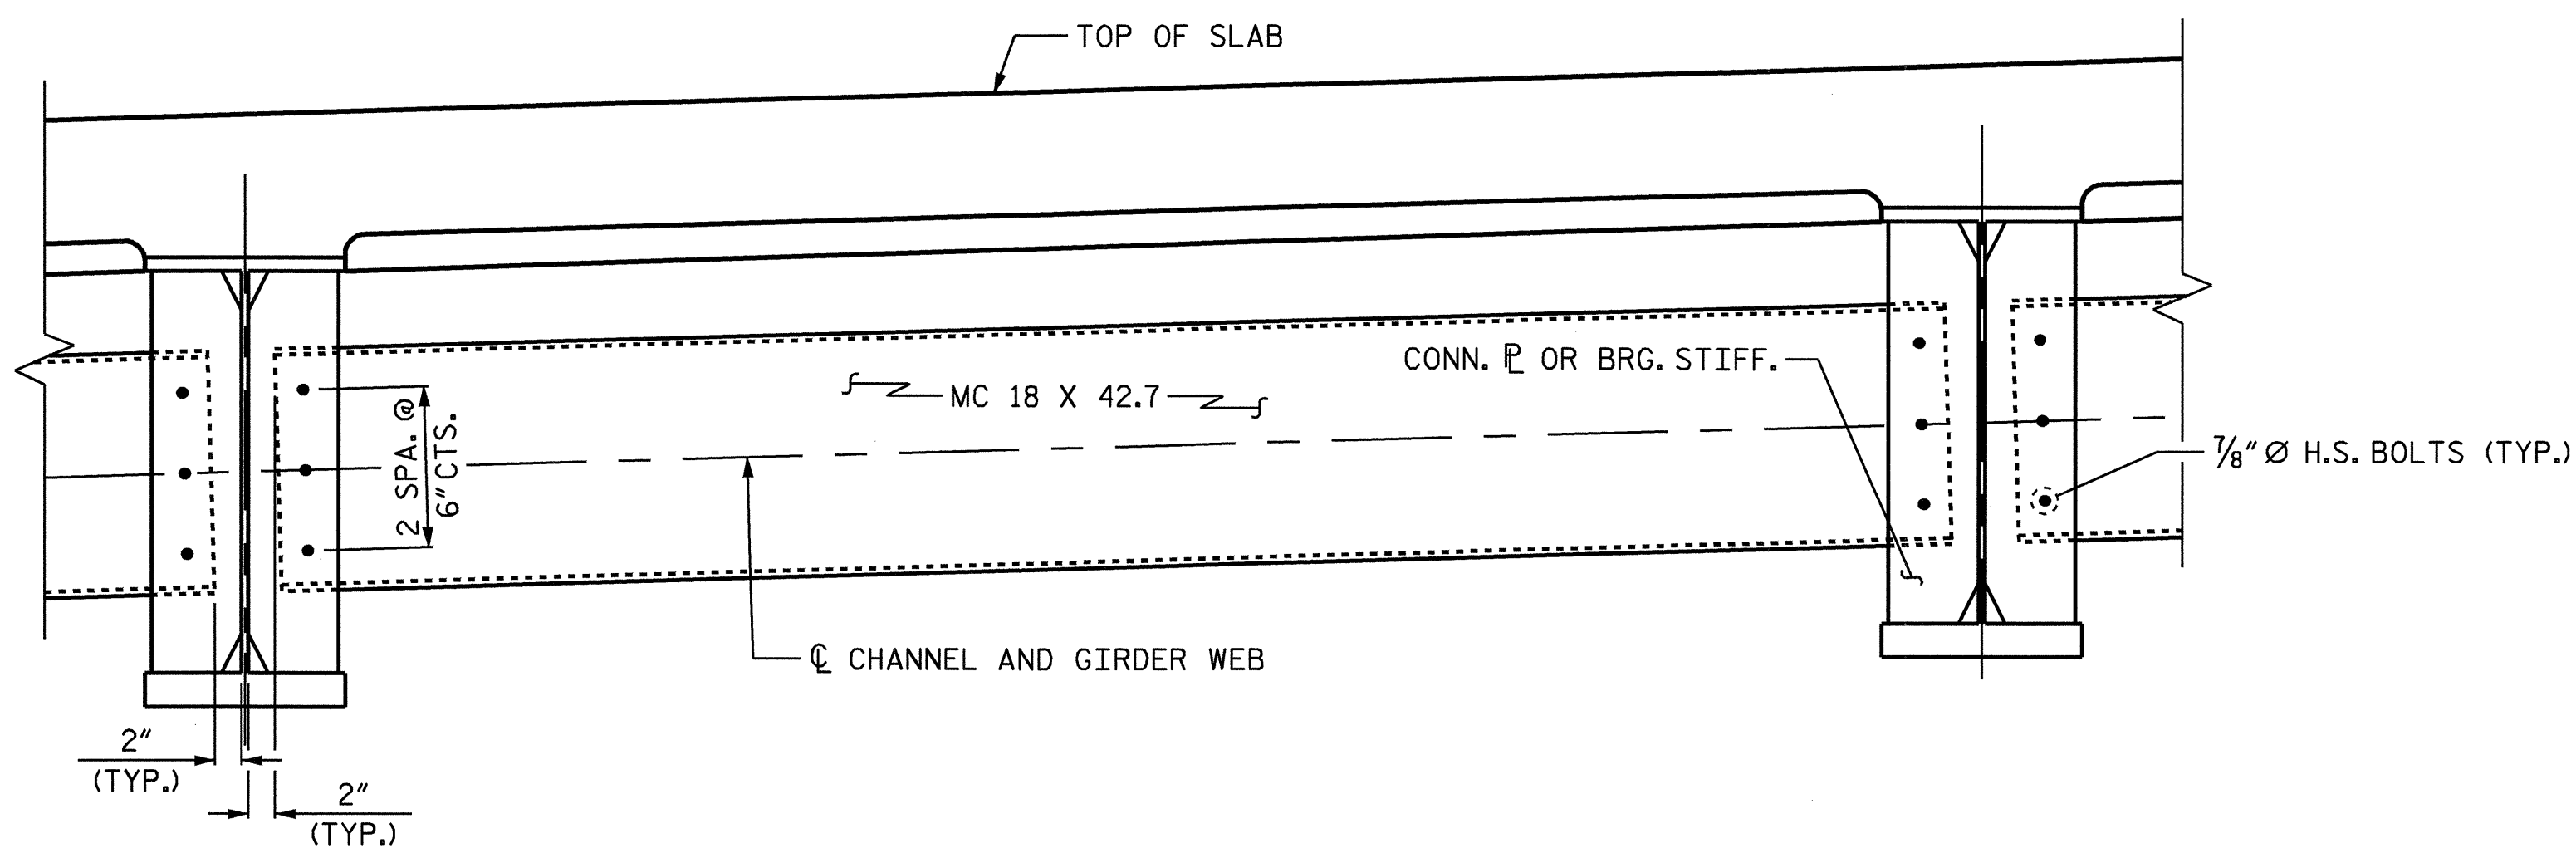 TOP OF SLAB
CONN. ℙL OR BRG. STIFF.
MC 18 X 42.7
2 SPA. @
6" CTS.
7/8" Ø H.S. BOLTS (TYP.)
℄ CHANNEL AND GIRDER WEB
2"
(TYP.)
2"
(TYP.)